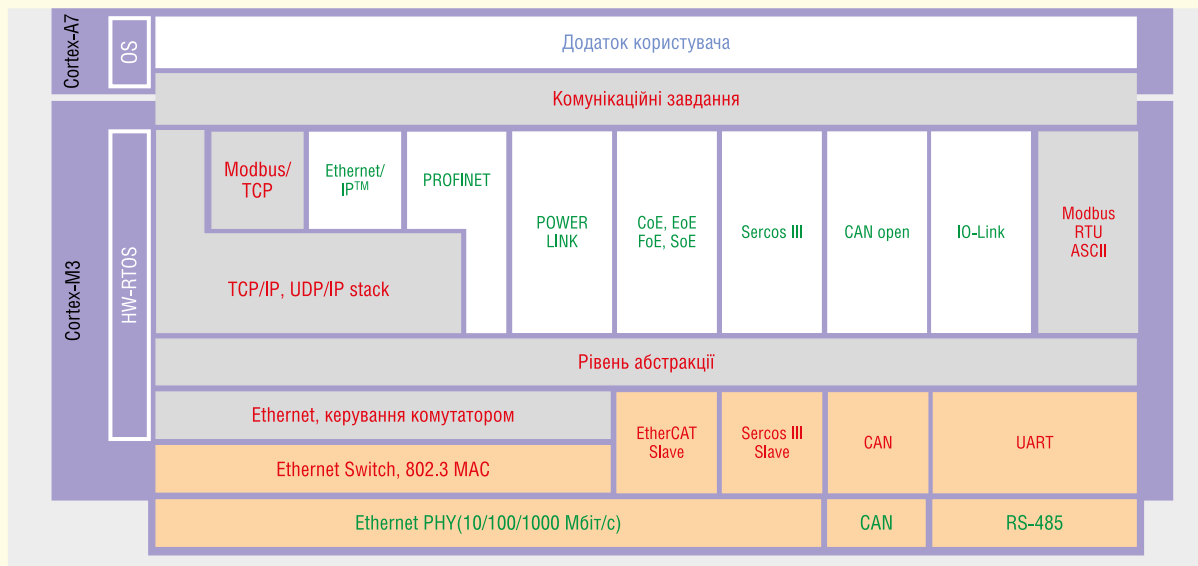 Cortex-A7
OS
Додаток користувача
Комунікаційні завдання
Cortex-M3
HW-RTOS
Modbus/
TCP
Ethernet/
IP™
PROFINET
POWER
LINK
CoE, EoE
FoE, SoE
Sercos III
CAN open
IO-Link
Modbus
RTU
ASCII
TCP/IP, UDP/IP stack
Рівень абстракції
Ethernet, керування комутатором
EtherCAT
Slave
Sercos III
Slave
CAN
UART
Ethernet Switch, 802.3 MAC
Ethernet PHY(10/100/1000 Мбіт/с)
CAN
RS-485